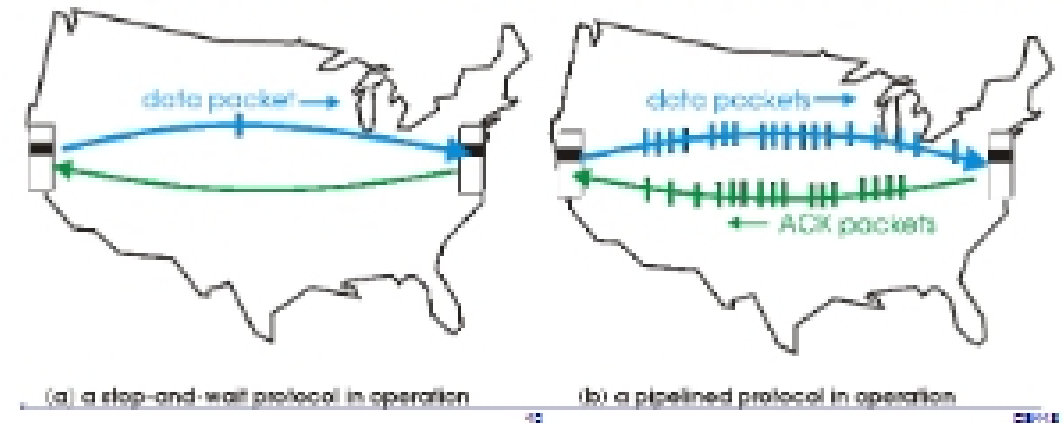 data packet
data packets
ACK packets
(a) a stop-and-wait protocol in operation
(b) a pipelined protocol in operation